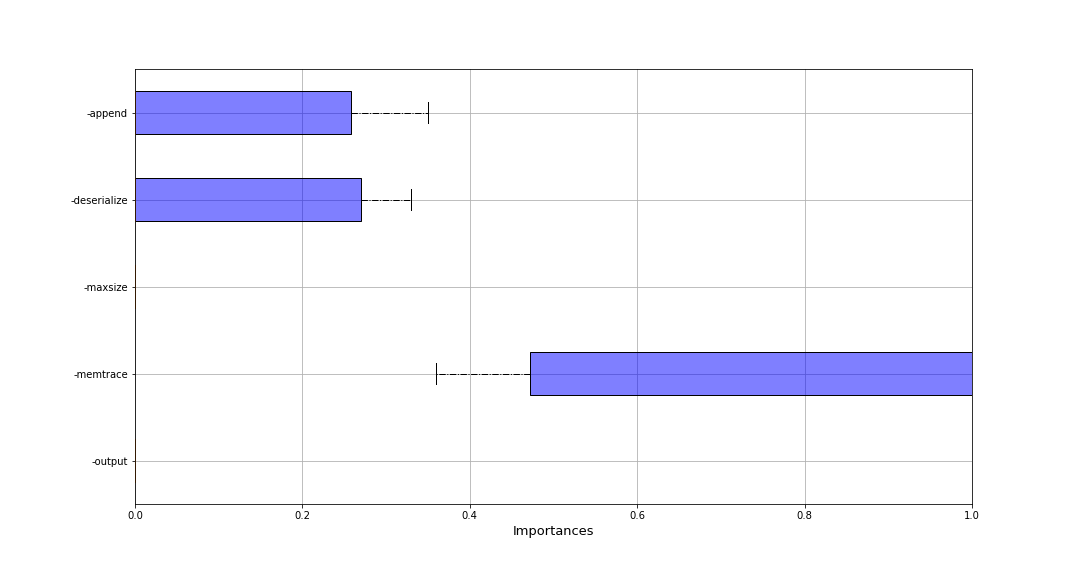 -append
-deserialize
-maxsize
-memtrace
-output
0.0 0.2 0.4 0.6 0.8 1.0
Importances